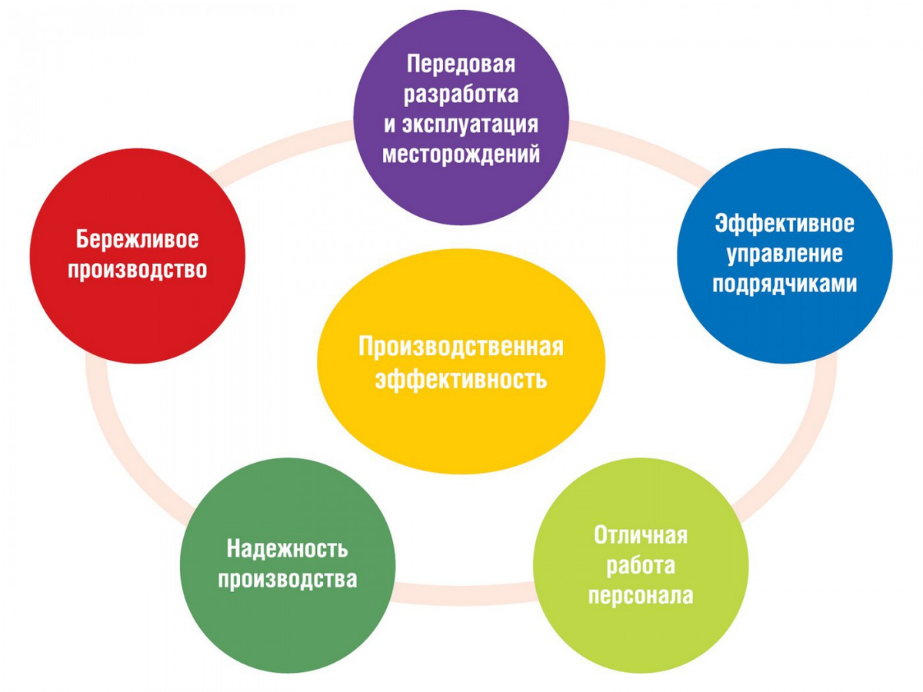 Передовая
разработка
и эксплуатация
месторождений
Эффективное
управление
подрядчиками
Бережливое
производство
Производственная
эффективность
Надежность
производства
Отличная
работа
персонала